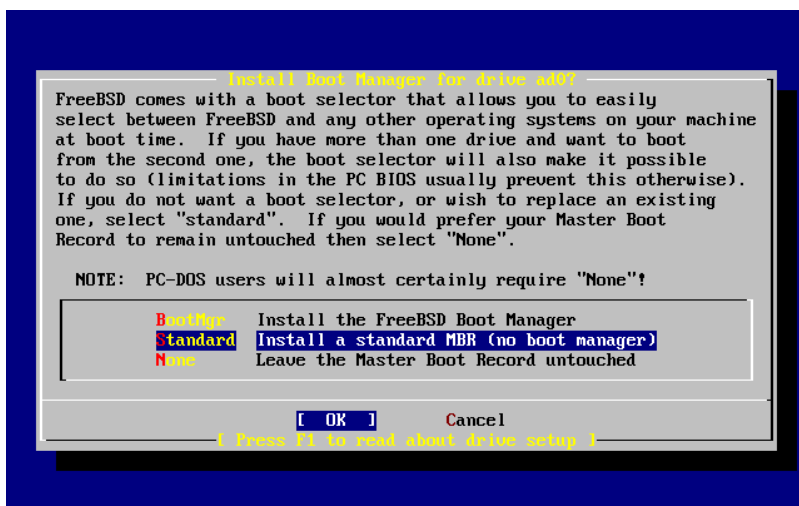 Install Boot Manager for drive ad0?
FreeBSD comes with a boot selector that allows you to easily
select between FreeBSD and any other operating systems on your machine
at boot time.  If you have more than one drive and want to boot
from the second one, the boot selector will also make it possible
to do so (limitations in the PC BIOS usually prevent this otherwise).
If you do not want a boot selector, or wish to replace an existing
one, select "standard".  If you would prefer your Master Boot
Record to remain untouched then select "None".
NOTE:  PC-DOS users will almost certainly require "None"!
BootMgr   Install the FreeBSD Boot Manager
Standard  Install a standard MBR (no boot manager)
None      Leave the Master Boot Record untouched
[  OK  ]     Cancel
[ Press F1 to read about drive setup ]